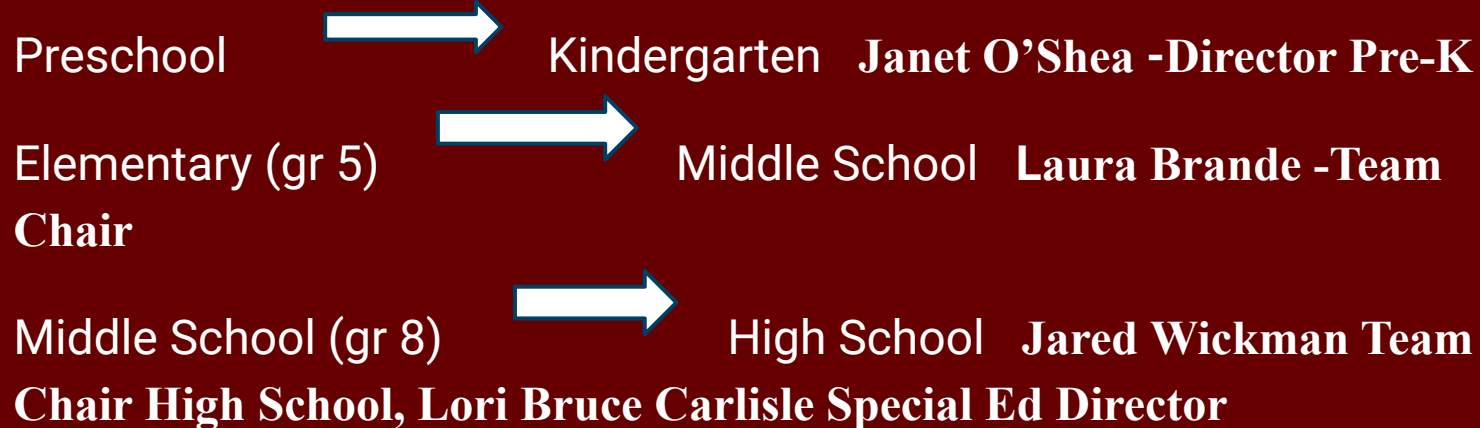 Preschool Kindergarten Janet O’Shea -Director Pre-K
Elementary (gr 5) Middle School Laura Brande -Team
Chair
Middle School (gr 8) High School Jared Wickman Team
Chair High School, Lori Bruce Carlisle Special Ed Director